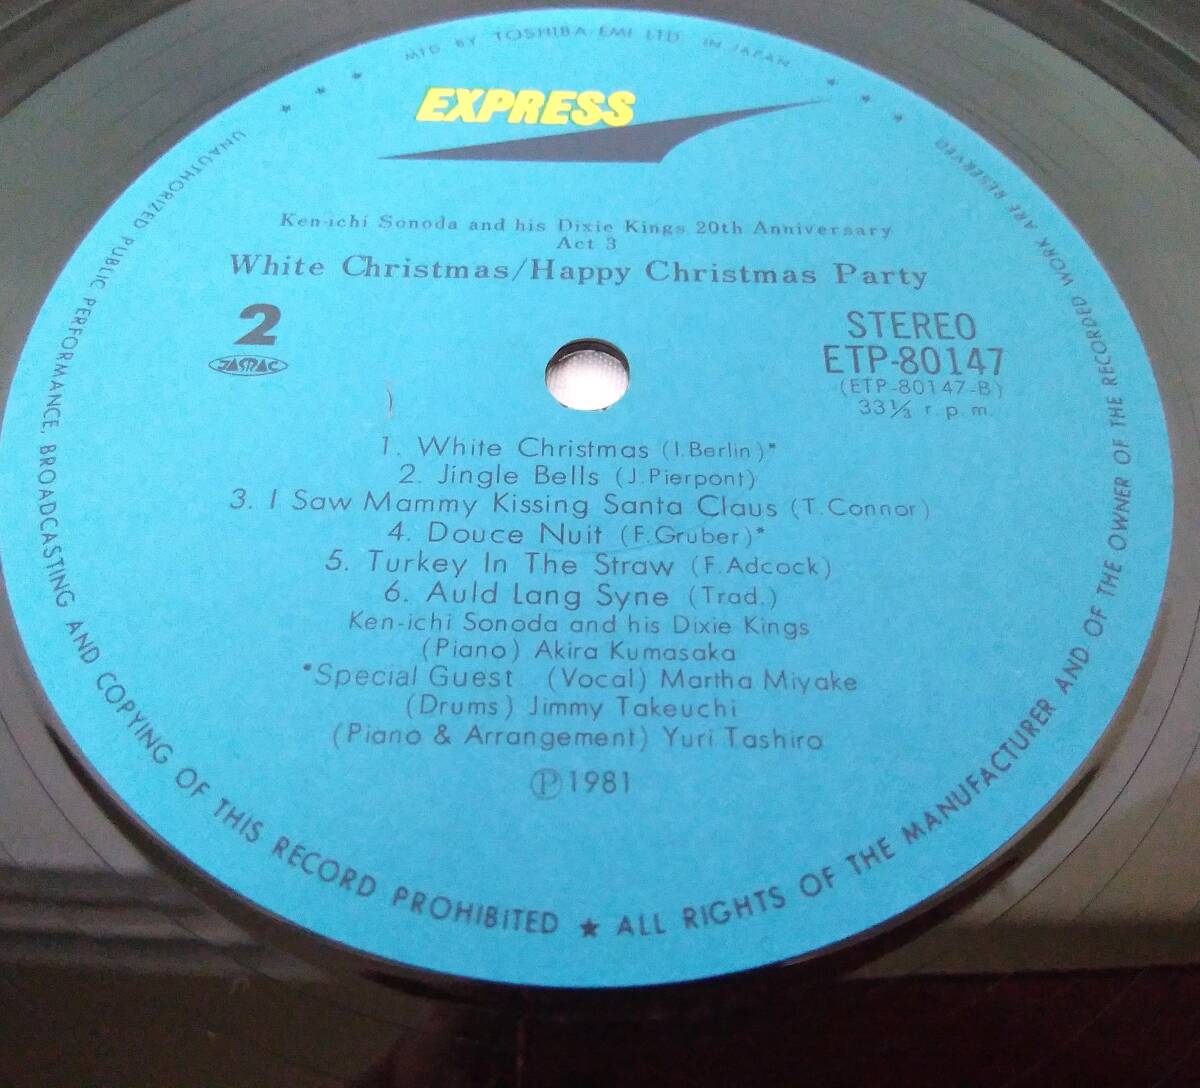 MFD BY TOSHIBA EMI LTD. IN JAPAN
EXPRESS
Ken-ichi Sonoda and his Dixie Kings 20th Anniversary
Act 3
White Christmas/Happy Christmas Party
2
JASRAC
STEREO
ETP-80147
(ETP-80147-B)
33⅓ r.p.m.
1. White Christmas (I.Berlin)*
2. Jingle Bells (J.Pierpont)
3. I Saw Mammy Kissing Santa Claus (T.Connor)
4. Douce Nuit (F.Gruber)*
5. Turkey In The Straw (F.Adcock)
6. Auld Lang Syne (Trad.)
Ken-ichi Sonoda and his Dixie Kings
(Piano) Akira Kumasaka
*Special Guest (Vocal) Martha Miyake
(Drums) Jimmy Takeuchi
(Piano & Arrangement) Yuri Tashiro
Ⓟ1981
UNAUTHORIZED PUBLIC PERFORMANCE, BROADCASTING AND COPYING OF THIS RECORD PROHIBITED ★ ALL RIGHTS OF THE MANUFACTURER AND OF THE OWNER OF THE RECORDED WORK ARE RESERVED